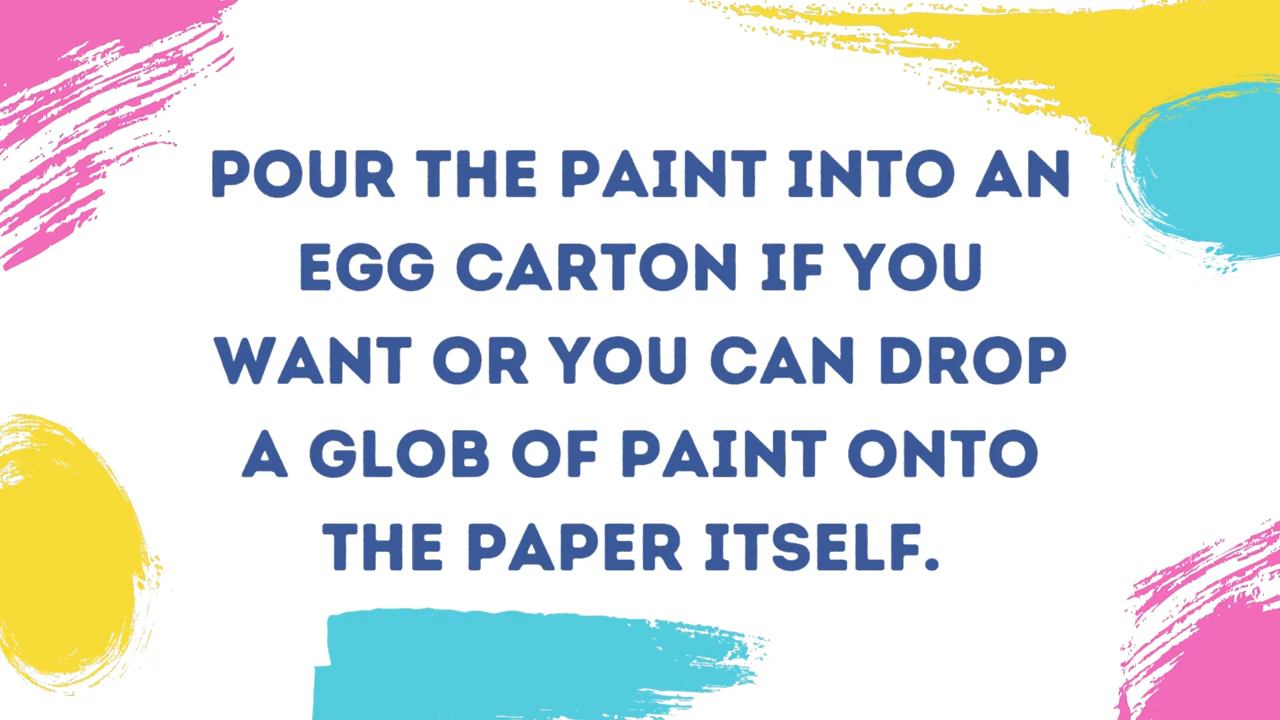 POUR THE PAINT INTO AN
EGG CARTON IF YOU
WANT OR YOU CAN DROP
A GLOB OF PAINT ONTO
THE PAPER ITSELF.